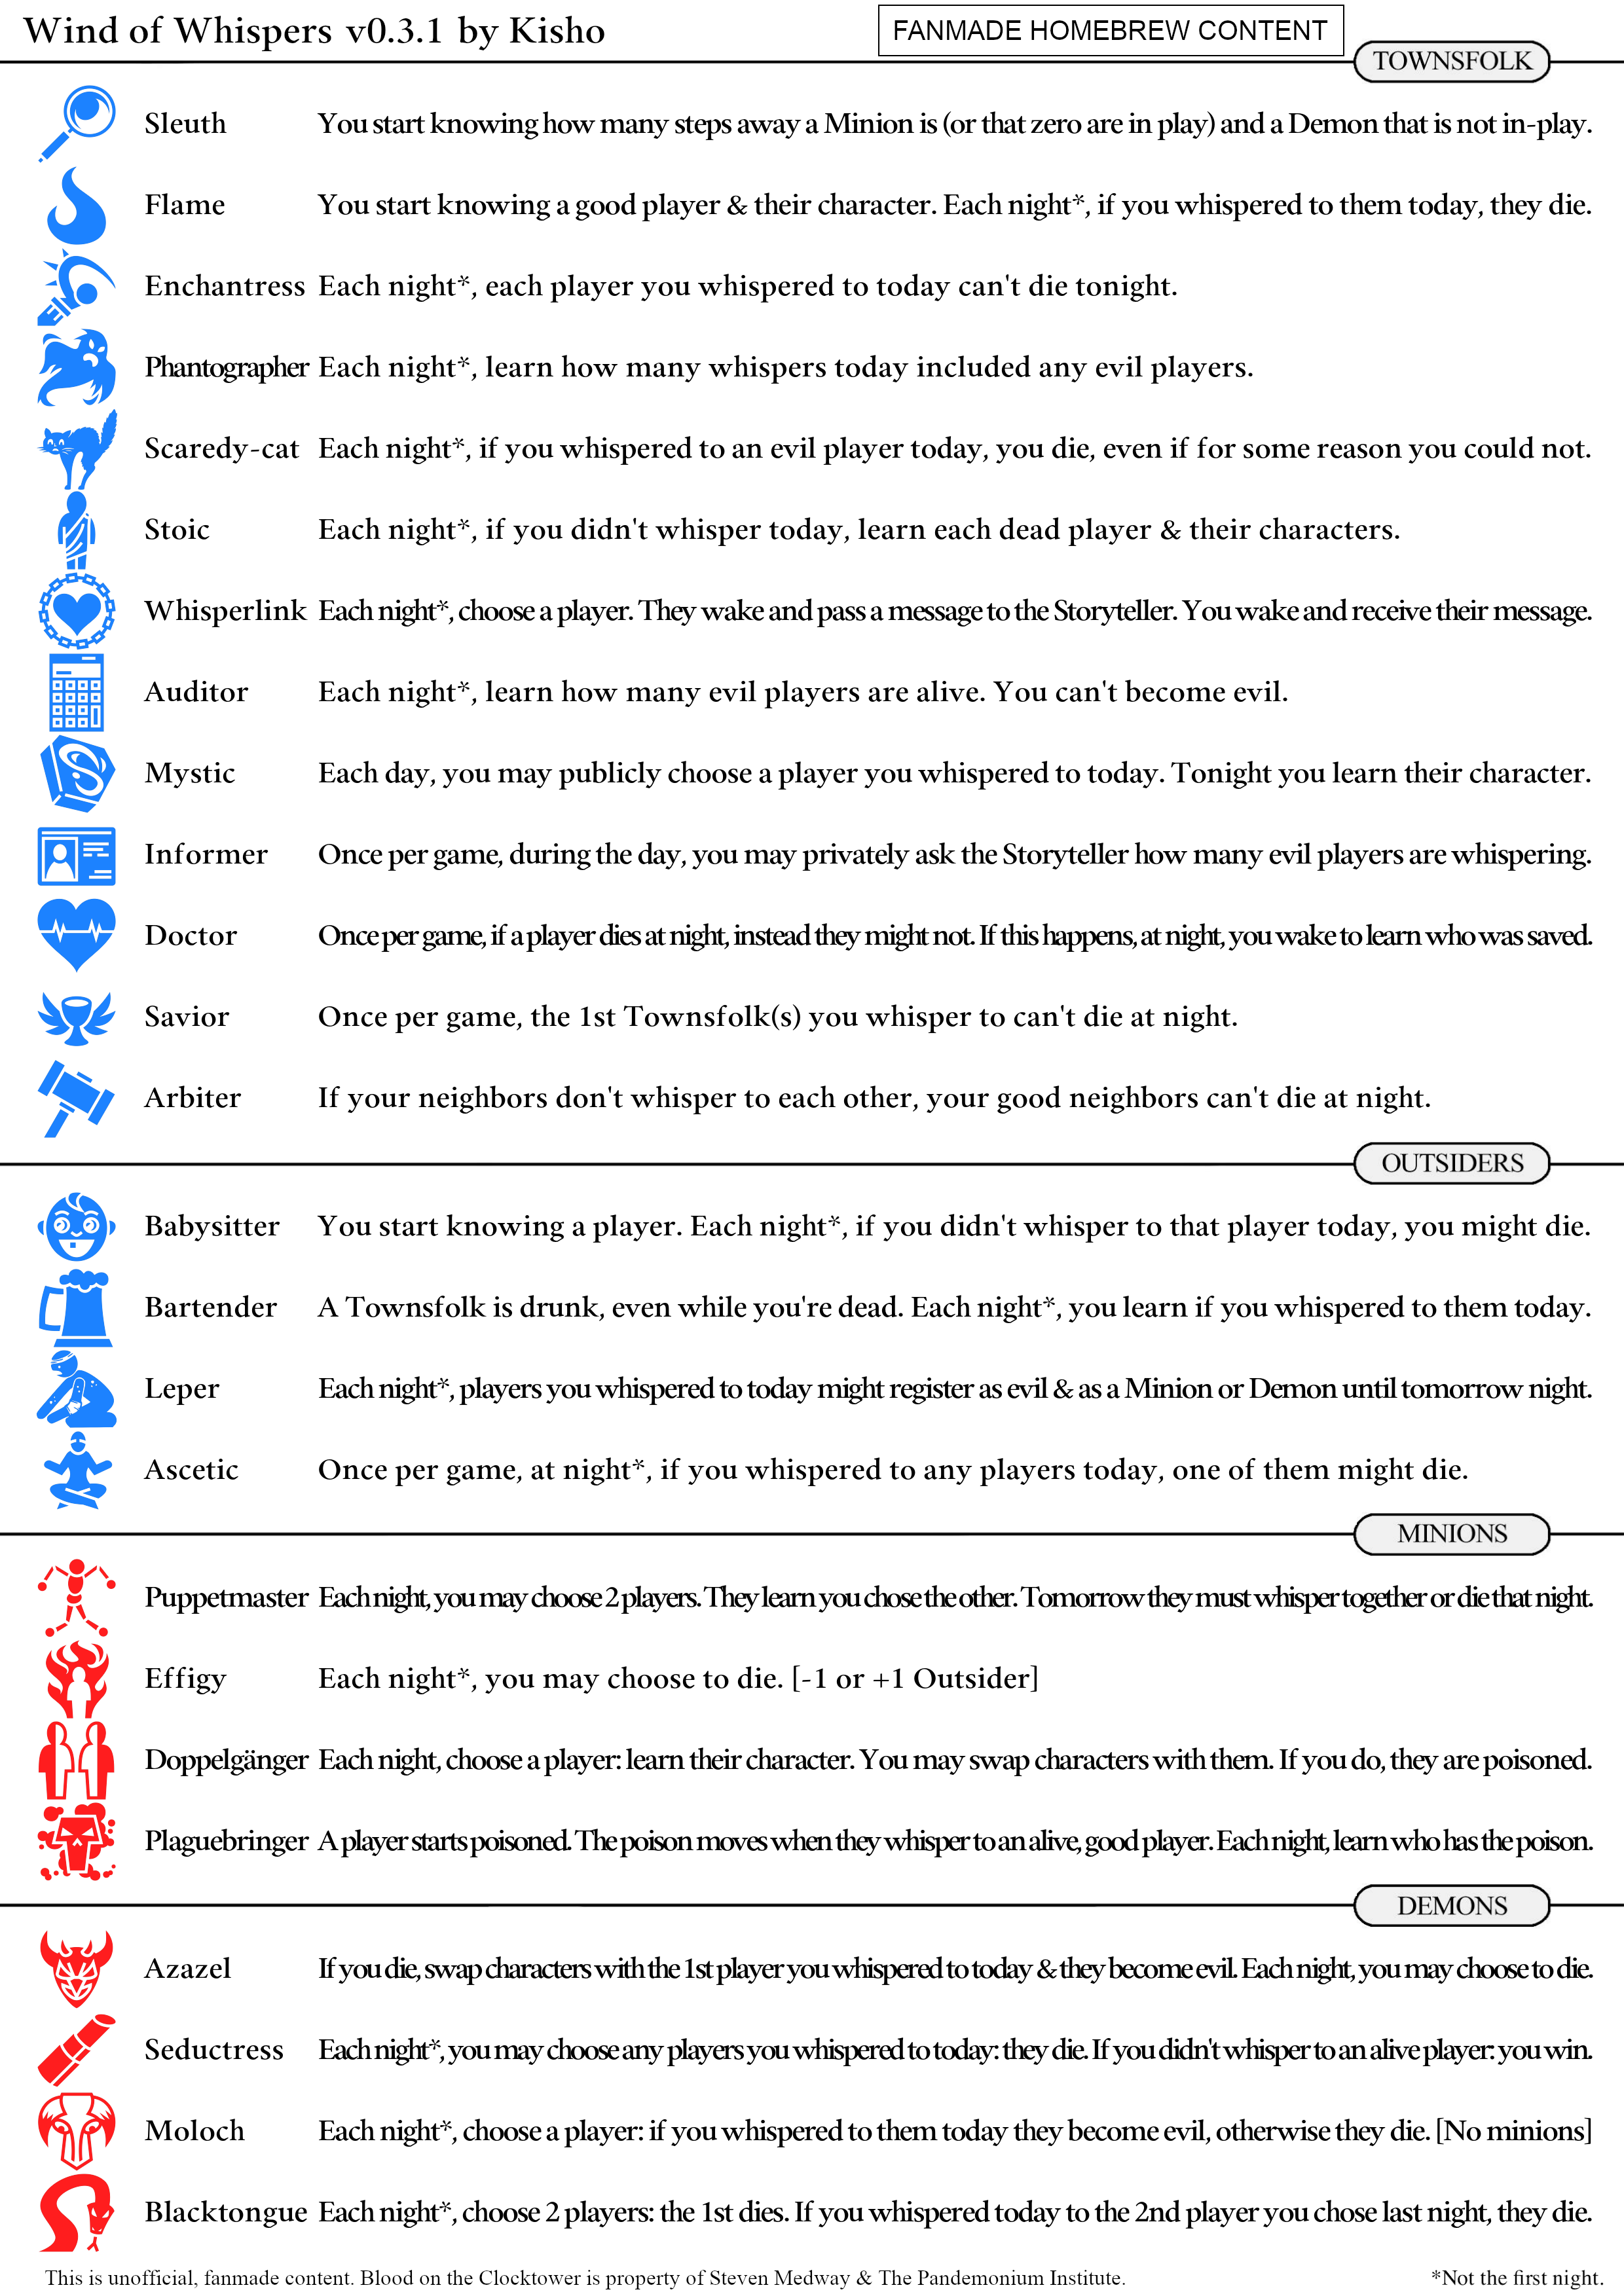 Wind of Whispers v0.3.1 by Kisho
FANMADE HOMEBREW CONTENT
TOWNSFOLK
Sleuth You start knowing how many steps away a Minion is (or that zero are in play) and a Demon that is not in-play.
Flame You start knowing a good player & their character. Each night*, if you whispered to them today, they die.
Enchantress Each night*, each player you whispered to today can't die tonight.
Phantographer Each night*, learn how many whispers today included any evil players.
Scaredy-cat Each night*, if you whispered to an evil player today, you die, even if for some reason you could not.
Stoic Each night*, if you didn't whisper today, learn each dead player & their characters.
Whisperlink Each night*, choose a player. They wake and pass a message to the Storyteller. You wake and receive their message.
Auditor Each night*, learn how many evil players are alive. You can't become evil.
Mystic Each day, you may publicly choose a player you whispered to today. Tonight you learn their character.
Informer Once per game, during the day, you may privately ask the Storyteller how many evil players are whispering.
Doctor Once per game, if a player dies at night, instead they might not. If this happens, at night, you wake to learn who was saved.
Savior Once per game, the 1st Townsfolk(s) you whisper to can't die at night.
Arbiter If your neighbors don't whisper to each other, your good neighbors can't die at night.
OUTSIDERS
Babysitter You start knowing a player. Each night*, if you didn't whisper to that player today, you might die.
Bartender A Townsfolk is drunk, even while you're dead. Each night*, you learn if you whispered to them today.
Leper Each night*, players you whispered to today might register as evil & as a Minion or Demon until tomorrow night.
Ascetic Once per game, at night*, if you whispered to any players today, one of them might die.
MINIONS
Puppetmaster Each night, you may choose 2 players. They learn you chose the other. Tomorrow they must whisper together or die that night.
Effigy Each night*, you may choose to die. [-1 or +1 Outsider]
Doppelgänger Each night, choose a player: learn their character. You may swap characters with them. If you do, they are poisoned.
Plaguebringer A player starts poisoned. The poison moves when they whisper to an alive, good player. Each night, learn who has the poison.
DEMONS
Azazel If you die, swap characters with the 1st player you whispered to today & they become evil. Each night, you may choose to die.
Seductress Each night*, you may choose any players you whispered to today: they die. If you didn't whisper to an alive player: you win.
Moloch Each night*, choose a player: if you whispered to them today they become evil, otherwise they die. [No minions]
Blacktongue Each night*, choose 2 players: the 1st dies. If you whispered today to the 2nd player you chose last night, they die.
This is unofficial, fanmade content. Blood on the Clocktower is property of Steven Medway & The Pandemonium Institute.
*Not the first night.